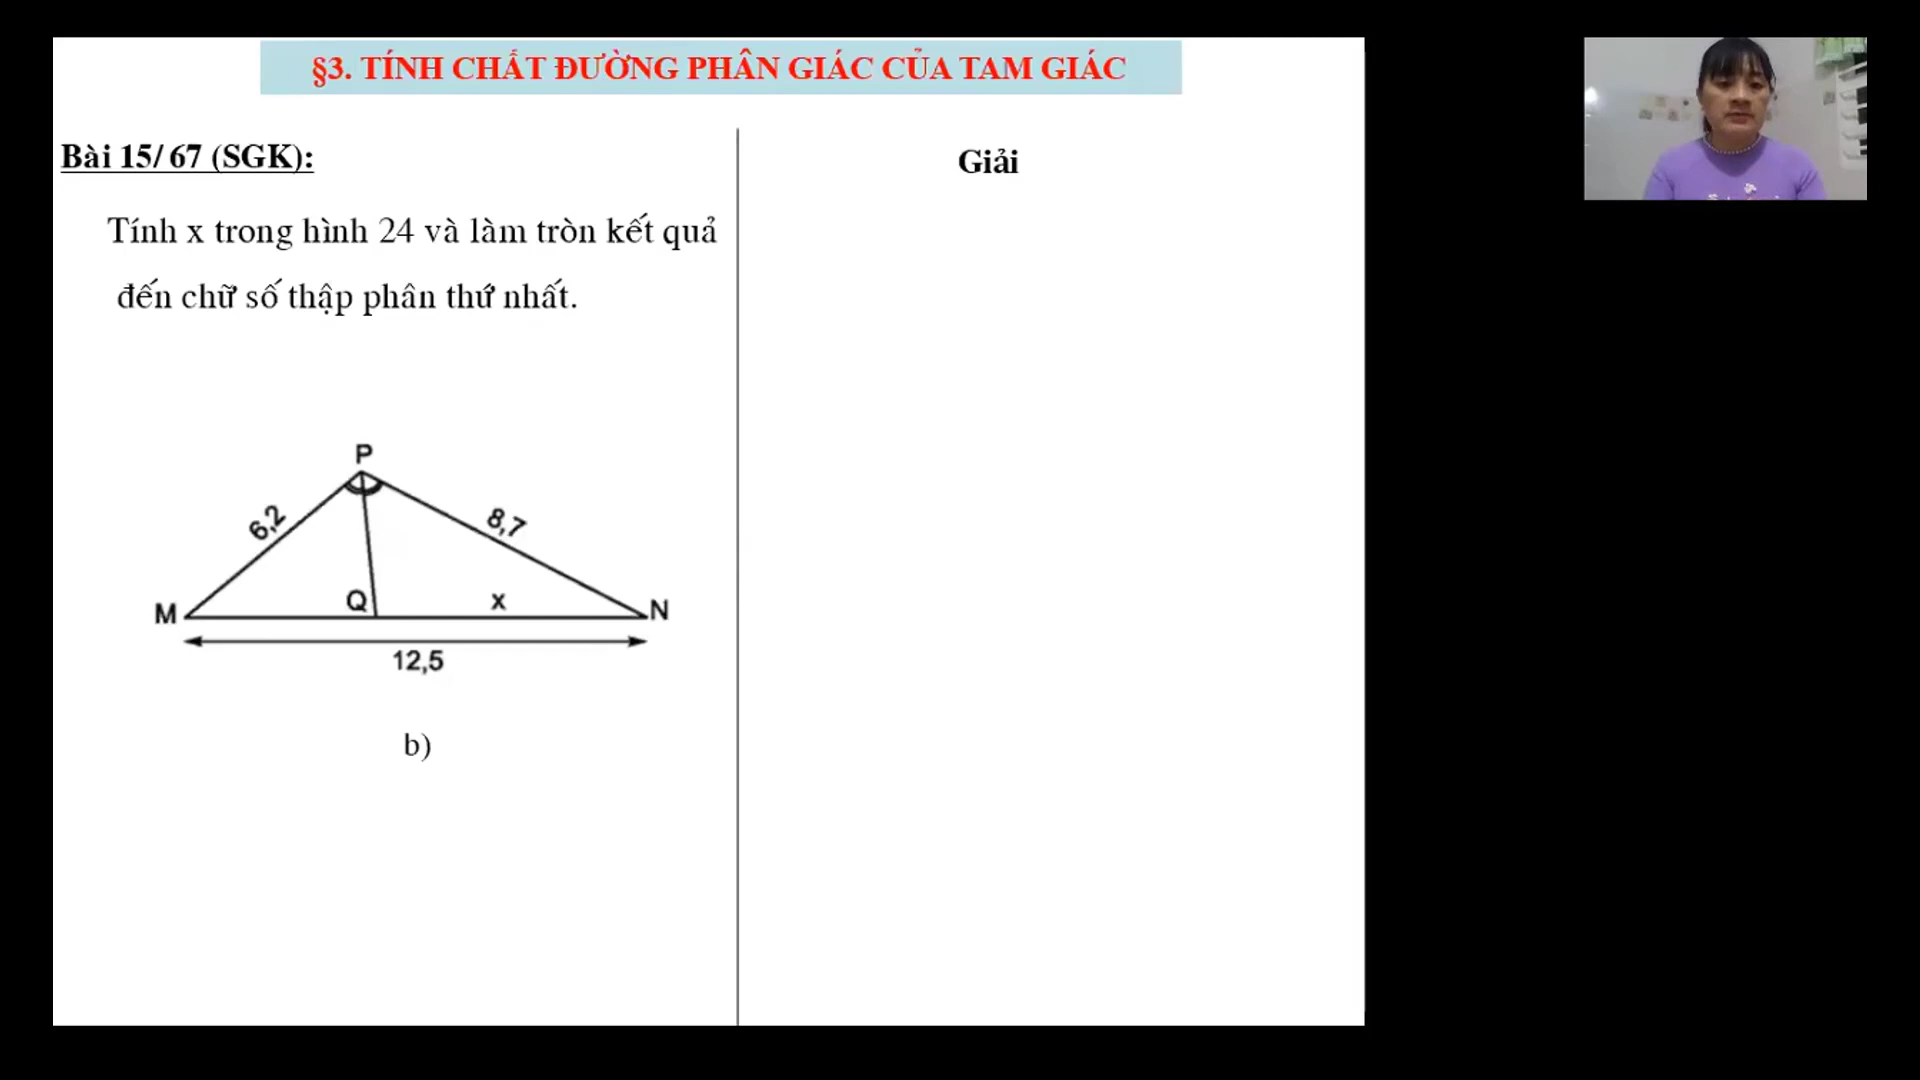 §3. TÍNH CHẤT ĐƯỜNG PHÂN GIÁC CỦA TAM GIÁC
Bài 15/ 67 (SGK):
Tính x trong hình 24 và làm tròn kết quả
đến chữ số thập phân thứ nhất.
P
6,2
8,7
M
Q
x
N
12,5
b)
Giải